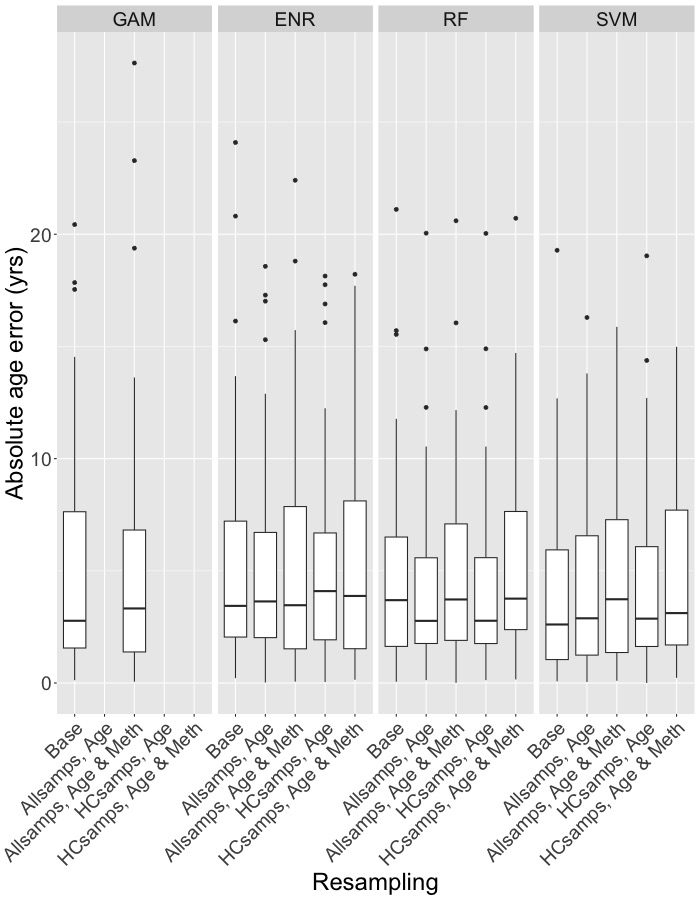 GAM ENR RF SVM
Absolute age error (yrs)
20
10
0
Base
Allsamps, Age
Allsamps, Age & Meth
HCsamps, Age
HCsamps, Age & Meth
Base
Allsamps, Age
Allsamps, Age & Meth
HCsamps, Age
HCsamps, Age & Meth
Base
Allsamps, Age
Allsamps, Age & Meth
HCsamps, Age
HCsamps, Age & Meth
Base
Allsamps, Age
Allsamps, Age & Meth
HCsamps, Age
HCsamps, Age & Meth
Resampling